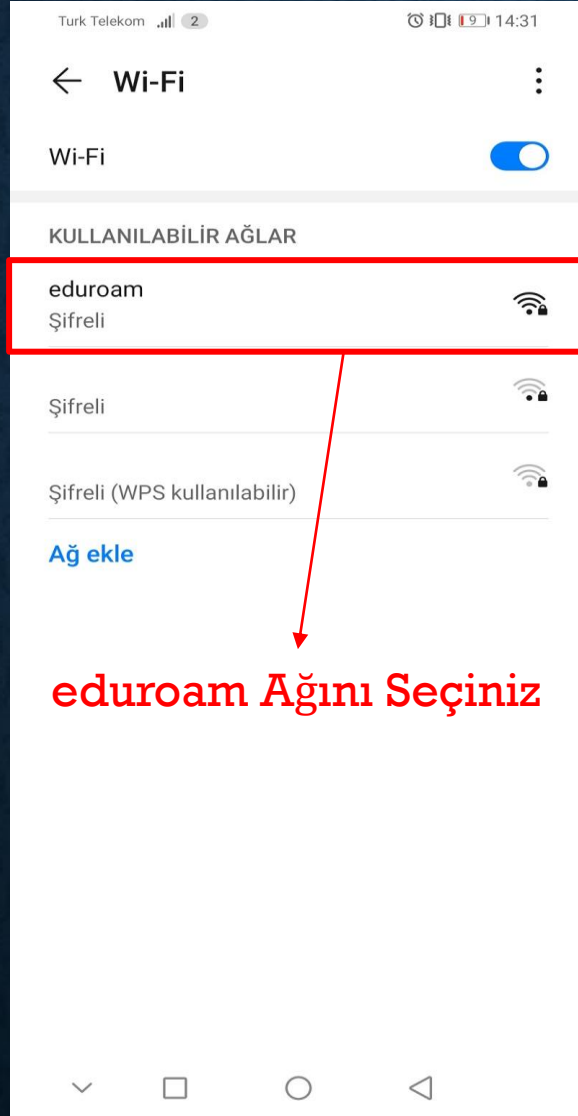 Turk Telekom 2 9 14:31
Wi-Fi
Wi-Fi
KULLANILABİLİR AĞLAR
eduroam
Şifreli
Şifreli
Şifreli (WPS kullanılabilir)
Ağ ekle
eduroam Ağını Seçiniz